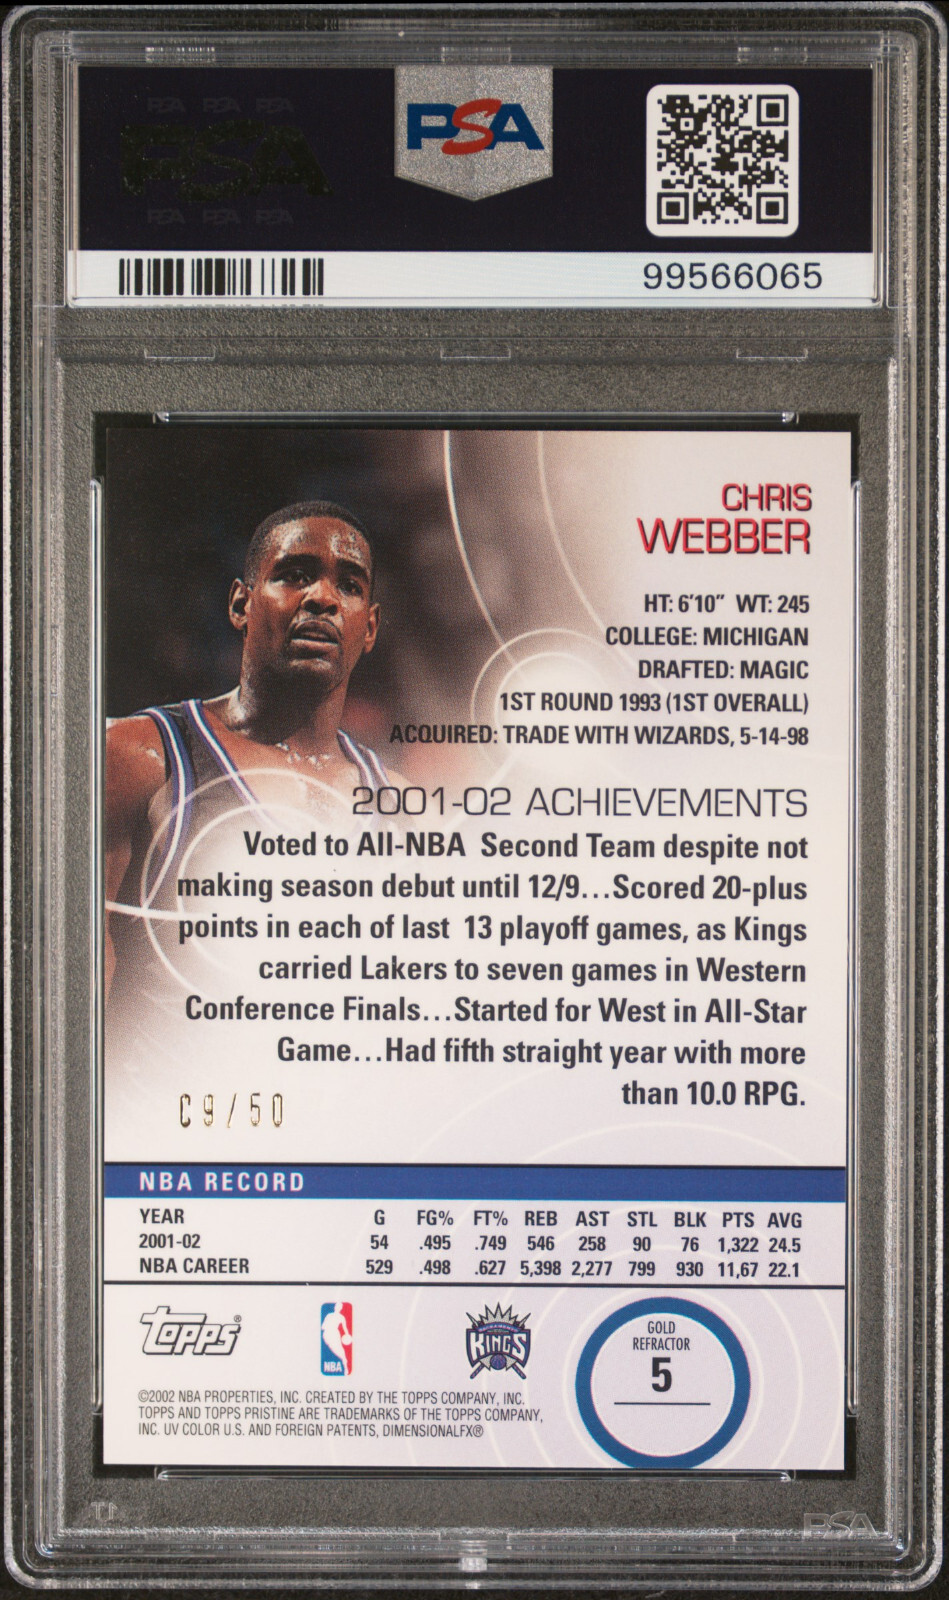 PSA PSA PSA
PSA
PSA PSA PSA
PSA
99566065
CHRIS
WEBBER
HT: 6'10" WT: 245
COLLEGE: MICHIGAN
DRAFTED: MAGIC
1ST ROUND 1993 (1ST OVERALL)
ACQUIRED: TRADE WITH WIZARDS, 5-14-98
2001-02 ACHIEVEMENTS
Voted to All-NBA Second Team despite not
making season debut until 12/9...Scored 20-plus
points in each of last 13 playoff games, as Kings
carried Lakers to seven games in Western
Conference Finals...Started for West in All-Star
Game...Had fifth straight year with more
than 10.0 RPG.
09/50
NBA RECORD
YEAR G FG% FT% REB AST STL BLK PTS AVG
2001-02 54 .495 .749 546 258 90 76 1,322 24.5
NBA CAREER 529 .498 .627 5,398 2,277 799 930 11,67 22.1
Topps®
NBA
SACRAMENTO
KINGS
GOLD
REFRACTOR
5
©2002 NBA PROPERTIES, INC. CREATED BY THE TOPPS COMPANY, INC.
TOPPS AND TOPPS PRISTINE ARE TRADEMARKS OF THE TOPPS COMPANY,
INC. UV COLOR U.S. AND FOREIGN PATENTS, DIMENSIONALFX®
PSA